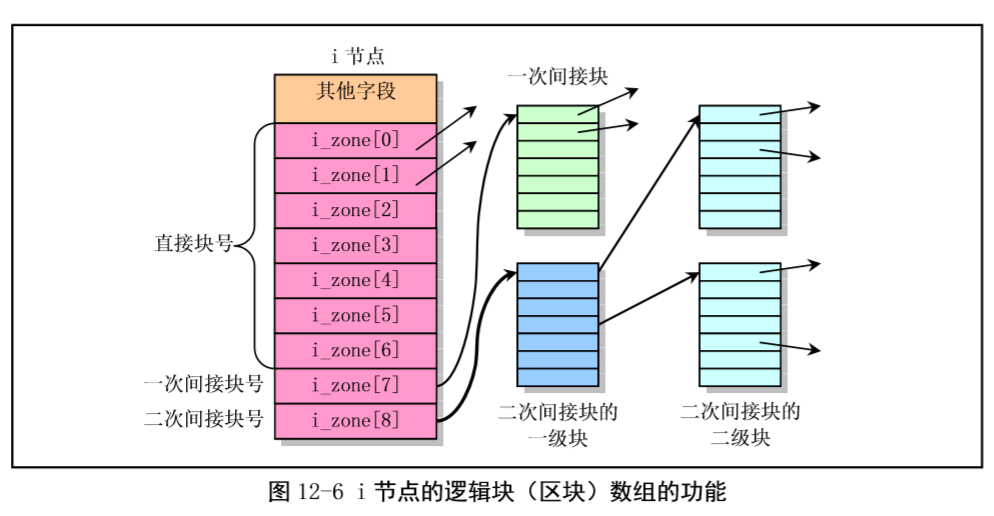 i 节点
其他字段
i_zone[0]
i_zone[1]
i_zone[2]
i_zone[3]
i_zone[4]
i_zone[5]
i_zone[6]
i_zone[7]
i_zone[8]
直接块号
一次间接块号
二次间接块号
一次间接块
二次间接块的
一级块
二次间接块的
二级块
图 12-6 i 节点的逻辑块（区块）数组的功能